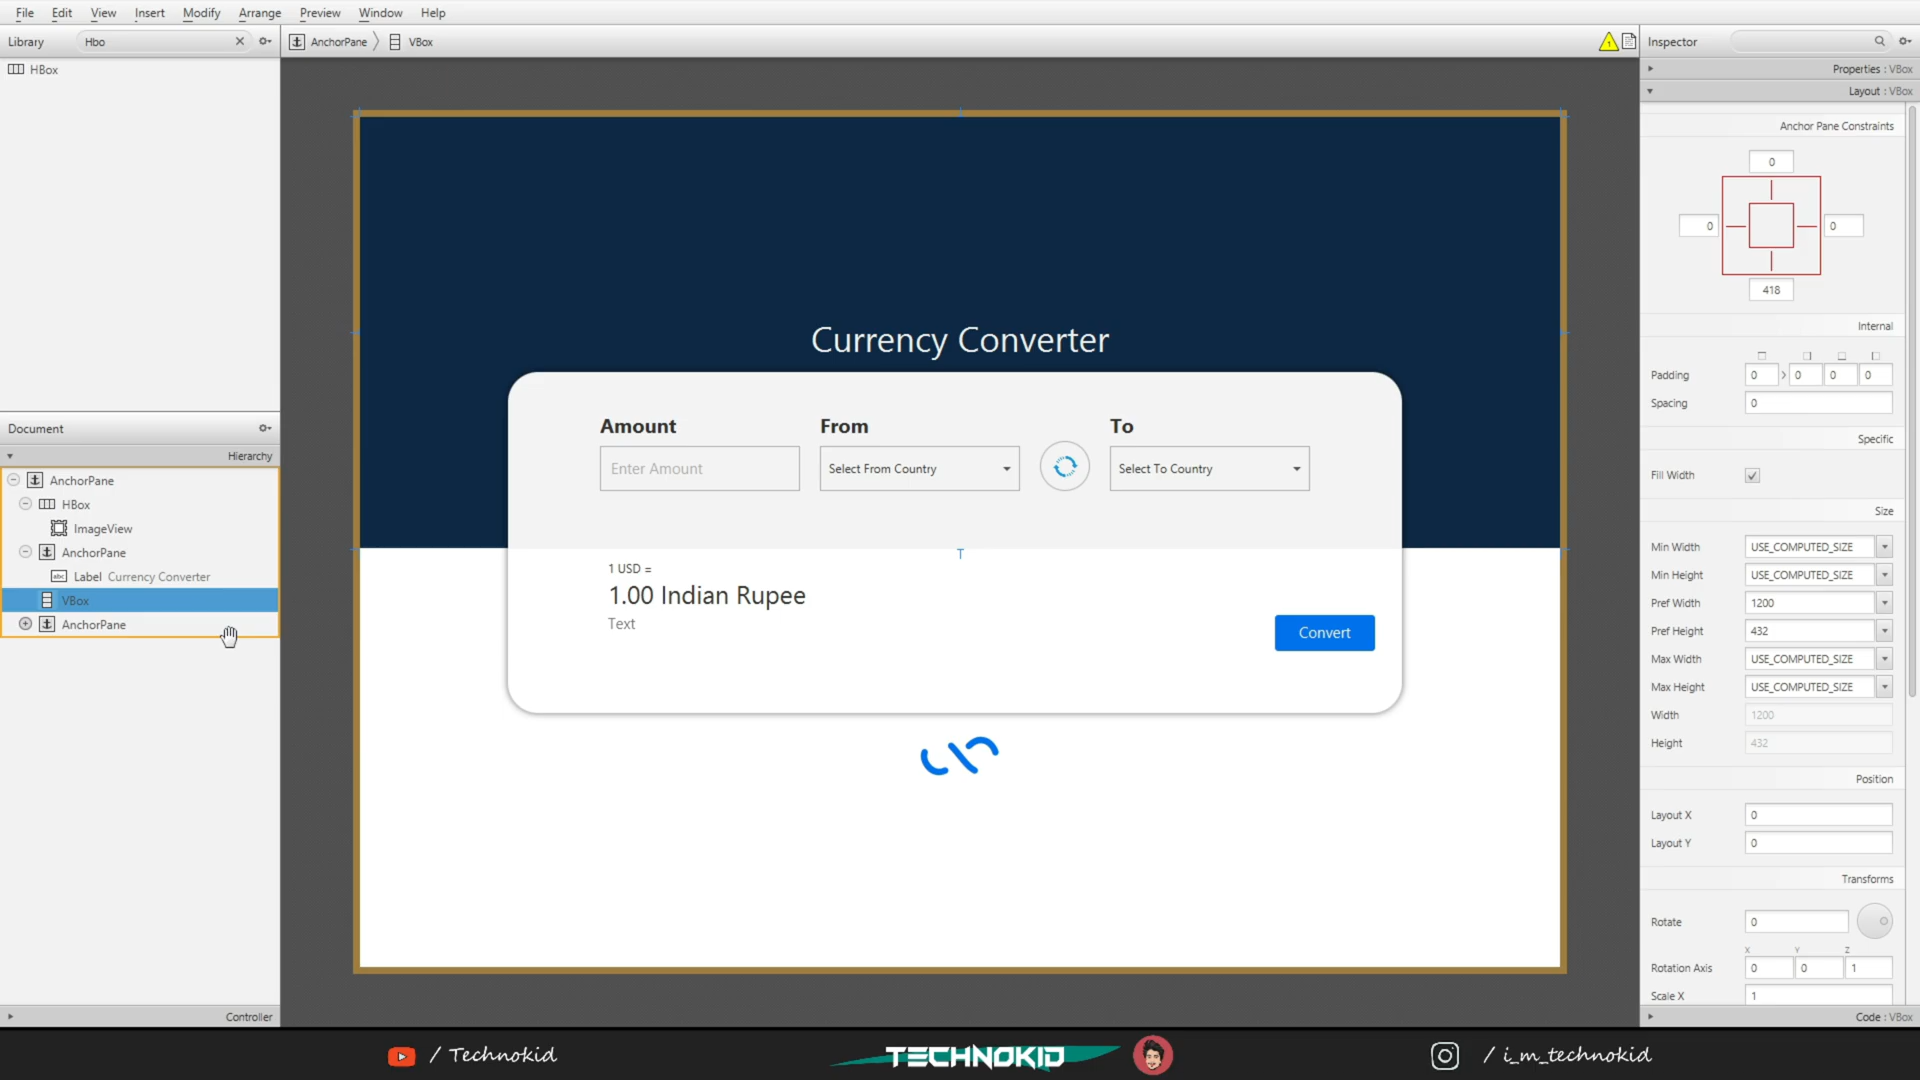 File Edit View Insert Modify Arrange Preview Window Help
Library Hbo AnchorPane VBox Inspector
HBox
Properties : VBox
Layout : VBox
Anchor Pane Constraints
0
0 0
418
Internal
Padding 0 0 0 0
Spacing 0
Specific
Fill Width
Size
Min Width USE_COMPUTED_SIZE
Min Height USE_COMPUTED_SIZE
Pref Width 1200
Pref Height 432
Max Width USE_COMPUTED_SIZE
Max Height USE_COMPUTED_SIZE
Width 1200
Height 432
Position
Layout X 0
Layout Y 0
Transforms
Rotate 0
X Y Z
Rotation Axis 0 0 1
Scale X 1
Code : VBox
Currency Converter
Amount From To
Enter Amount Select From Country Select To Country
1 USD =
1.00 Indian Rupee
Text
Convert
Document
Hierarchy
AnchorPane
HBox
ImageView
AnchorPane
abc Label Currency Converter
VBox
AnchorPane
Controller
/ Technokid TECHNOKID / i_m_technokid